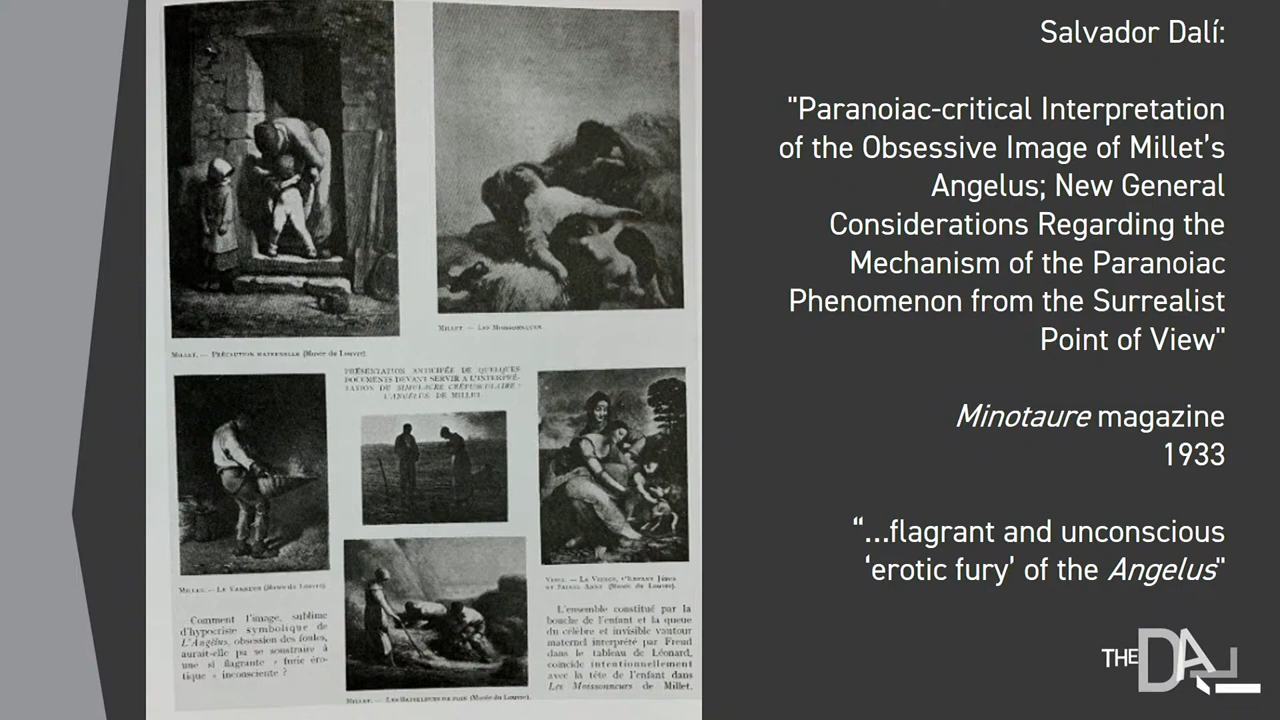 MILLET. — PRÉCAUTION MATERNELLE (Musée du Louvre).
MILLET — LES MOISSONNEURS.
PRÉSENTATION ANTICIPÉE DE QUELQUES
DOCUMENTS DEVANT SERVIR A L'INTERPRÉ-
TATION DU SIMULACRE CRÉPUSCULAIRE :
L'ANGÉLUS DE MILLET.
MILLET. — LE VANNEUR (Musée du Louvre).
Comment l'image, sublime
d'hypocrisie symbolique de
L'Angélus, obsession des foules,
aurait-elle pu se soustraire à
une si flagrante « furie éro-
tique » inconsciente ?
MILLET. — LES (Musée du Louvre).
VINCI. — LA VIERGE, L'ENFANT JÉSUS
ET SAINTE ANNE (Musée du Louvre).
L'ensemble constitué par la
bouche de l'enfant et la queue
du célèbre et invisible vautour
maternel interprété par Freud
dans le tableau de Léonard,
coïncide intentionnellement
avec la tête de l'enfant dans
Les Moissonneurs de Millet.
Salvador Dalí:
"Paranoiac-critical Interpretation
of the Obsessive Image of Millet's
Angelus; New General
Considerations Regarding the
Mechanism of the Paranoiac
Phenomenon from the Surrealist
Point of View"
Minotaure magazine
1933
“...flagrant and unconscious
‘erotic fury’ of the Angelus"
THE DALÍ